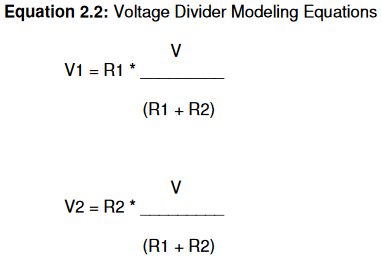 Equation 2.2: Voltage Divider Modeling Equations
V
V1 = R1 * _________
(R1 + R2)
V
V2 = R2 * _________
(R1 + R2)